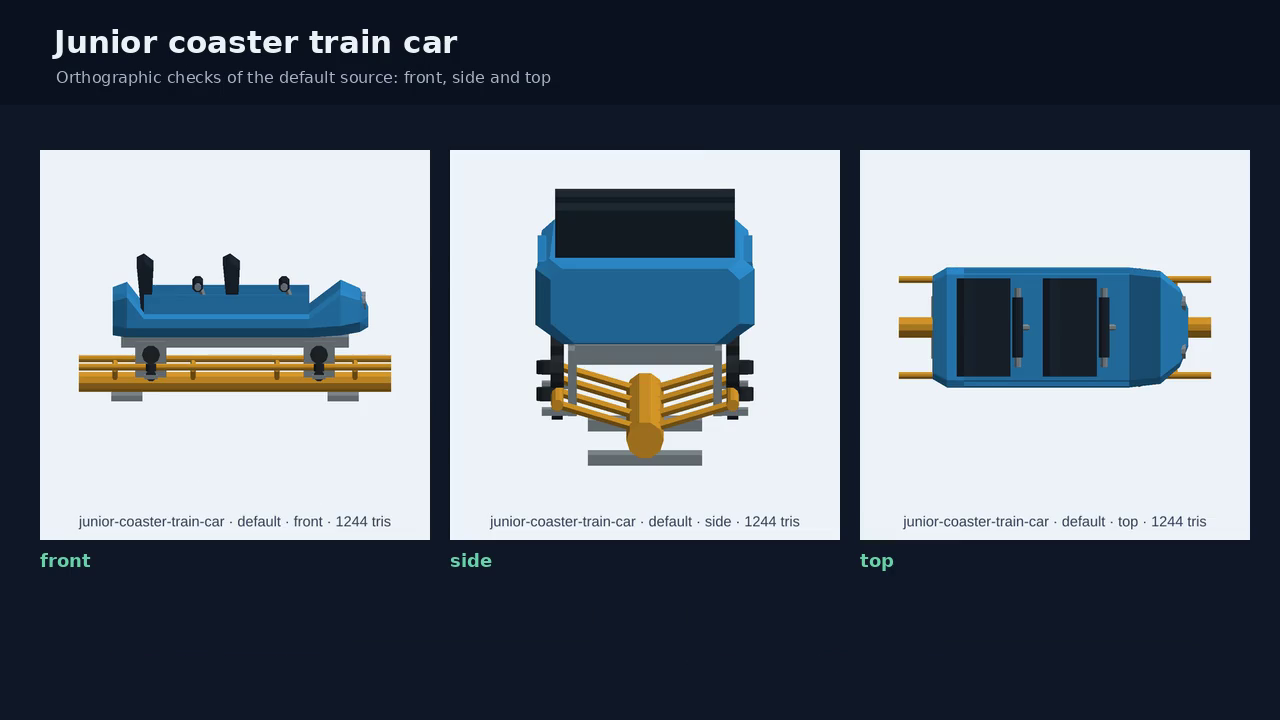 Junior coaster train car
Orthographic checks of the default source: front, side and top
junior-coaster-train-car · default · front · 1244 tris
junior-coaster-train-car · default · side · 1244 tris
junior-coaster-train-car · default · top · 1244 tris
front
side
top